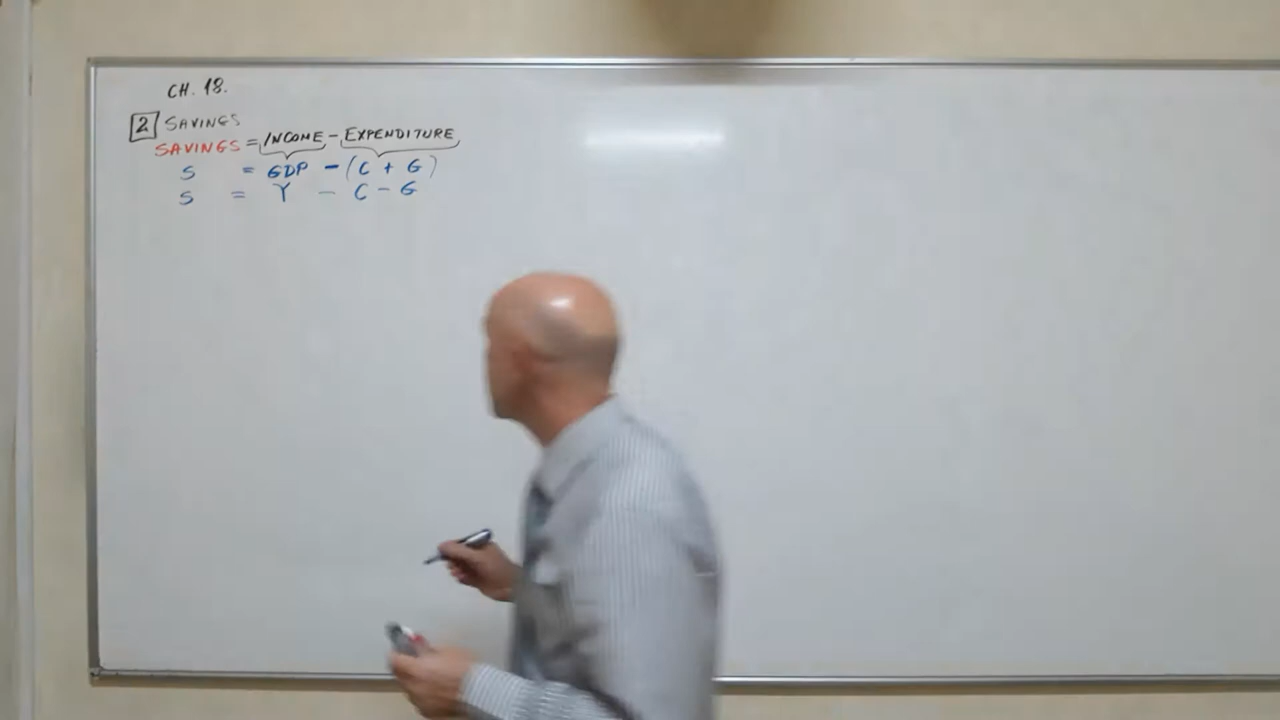 CH. 18.
2 SAVINGS
SAVINGS = INCOME - EXPENDITURE
S = GDP - (C + G)
S = Y - C - G